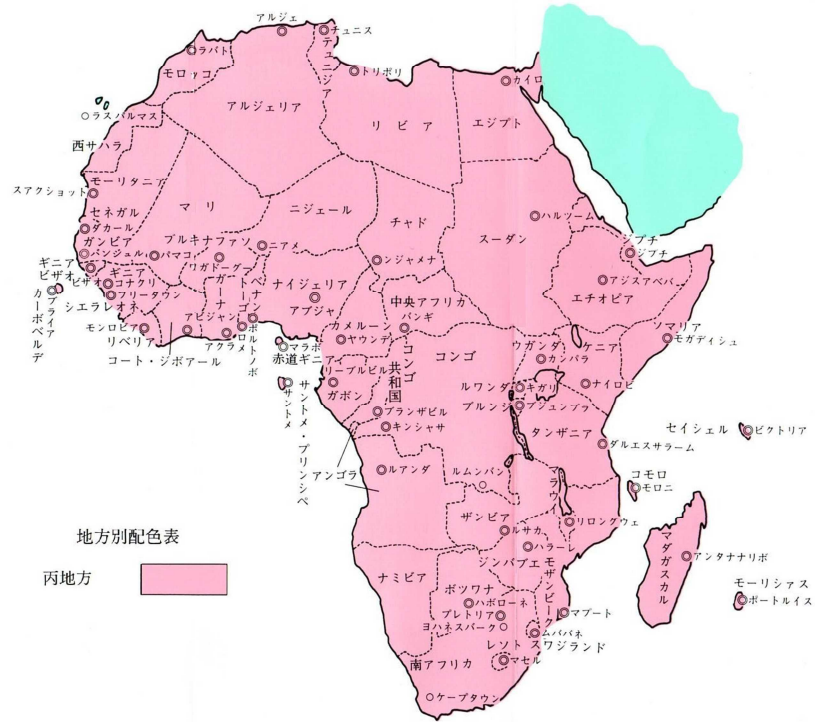 アルジェ
チュニス
ラバト
モロッコ
テュニジア
トリポリ
カイロ
アルジェリア
リビア
エジプト
ラスパルマス
西サハラ
モーリタニア
スアクショット
マリ
ニジェール
チャド
スーダン
ハルツーム
セネガル
ダカール
ガンビア
バンジュル
バマコ
ブルキナファソ
ワガドーグー
ニアメ
ンジャメナ
ジブチ
ジブチ
ギニア
ビザオ
ビザオ
ギニア
コナクリ
フリータウン
シエラレオネ
ガーナ
トーゴ
ベナン
ナイジェリア
アブジャ
アジスアベバ
エチオピア
プライア
カーボベルデ
モンロビア
リベリア
コート・ジボアール
アビジャン
アクラ
ロメ
ポルトノボ
中央アフリカ
バンギ
カメルーン
ヤウンデ
マラボ
赤道ギニア
リーブルビル
ガボン
サントメ
サントメ・プリンシペ
コンゴ
共和国
コンゴ
ブランザビル
キンシャサ
ウガンダ
カンパラ
ケニア
ナイロビ
ソマリア
モガディシュ
ルワンダ
キガリ
ブルンジ
ブジュンブラ
タンザニア
ダルエスサラーム
セイシェル
ビクトリア
アンゴラ
ルアンダ
ルムンバシ
コモロ
モロニ
ザンビア
ルサカ
リロングウェ
ハラーレ
ジンバブエ
モザンビーク
マダガスカル
アンタナナリボ
モーリシァス
ポートルイス
ナミビア
ボツワナ
ハボローネ
プレトリア
ヨハネスバーク
マプート
ムババネ
レソト
スワジランド
マセル
南アフリカ
ケープタウン
地方別配色表
丙地方